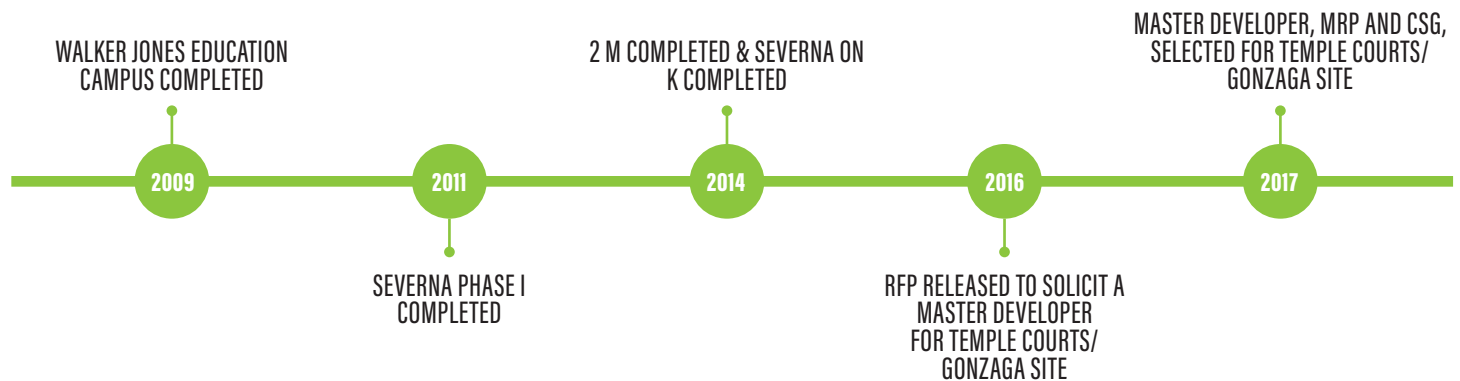 WALKER JONES EDUCATION
CAMPUS COMPLETED
2009
2011
SEVERNA PHASE I
COMPLETED
2 M COMPLETED & SEVERNA ON
K COMPLETED
2014
2016
RFP RELEASED TO SOLICIT A
MASTER DEVELOPER
FOR TEMPLE COURTS/
GONZAGA SITE
MASTER DEVELOPER, MRP AND CSG,
SELECTED FOR TEMPLE COURTS/
GONZAGA SITE
2017